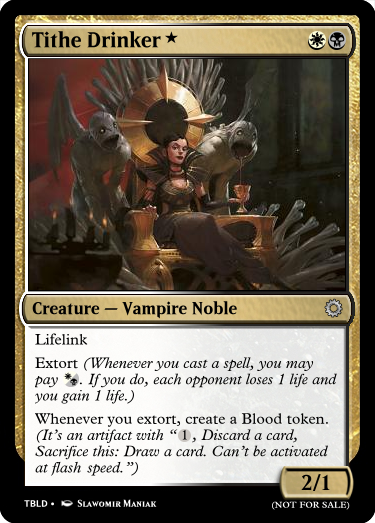 Tithe Drinker ★
Creature — Vampire Noble
Lifelink
Extort (Whenever you cast a spell, you may
pay . If you do, each opponent loses 1 life and
you gain 1 life.)
Whenever you extort, create a Blood token.
(It's an artifact with “1, Discard a card,
Sacrifice this: Draw a card. Can't be activated
at flash speed.”)
2/1
TBLD • Slawomir Maniak
(NOT FOR SALE)